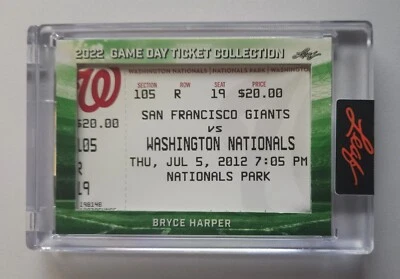 2022 GAME DAY TICKET COLLECTION
Leaf
WASHINGTON NATIONALS | NATIONALS PARK | WASHINGTON
W
SECTION ROW SEAT PRICE
105 R 19 $20.00
$20.00
105
R
19
SAN FRANCISCO GIANTS
VS
WASHINGTON NATIONALS
THU, JUL 5, 2012 7:05 PM
NATIONALS PARK
BRYCE HARPER
Leaf